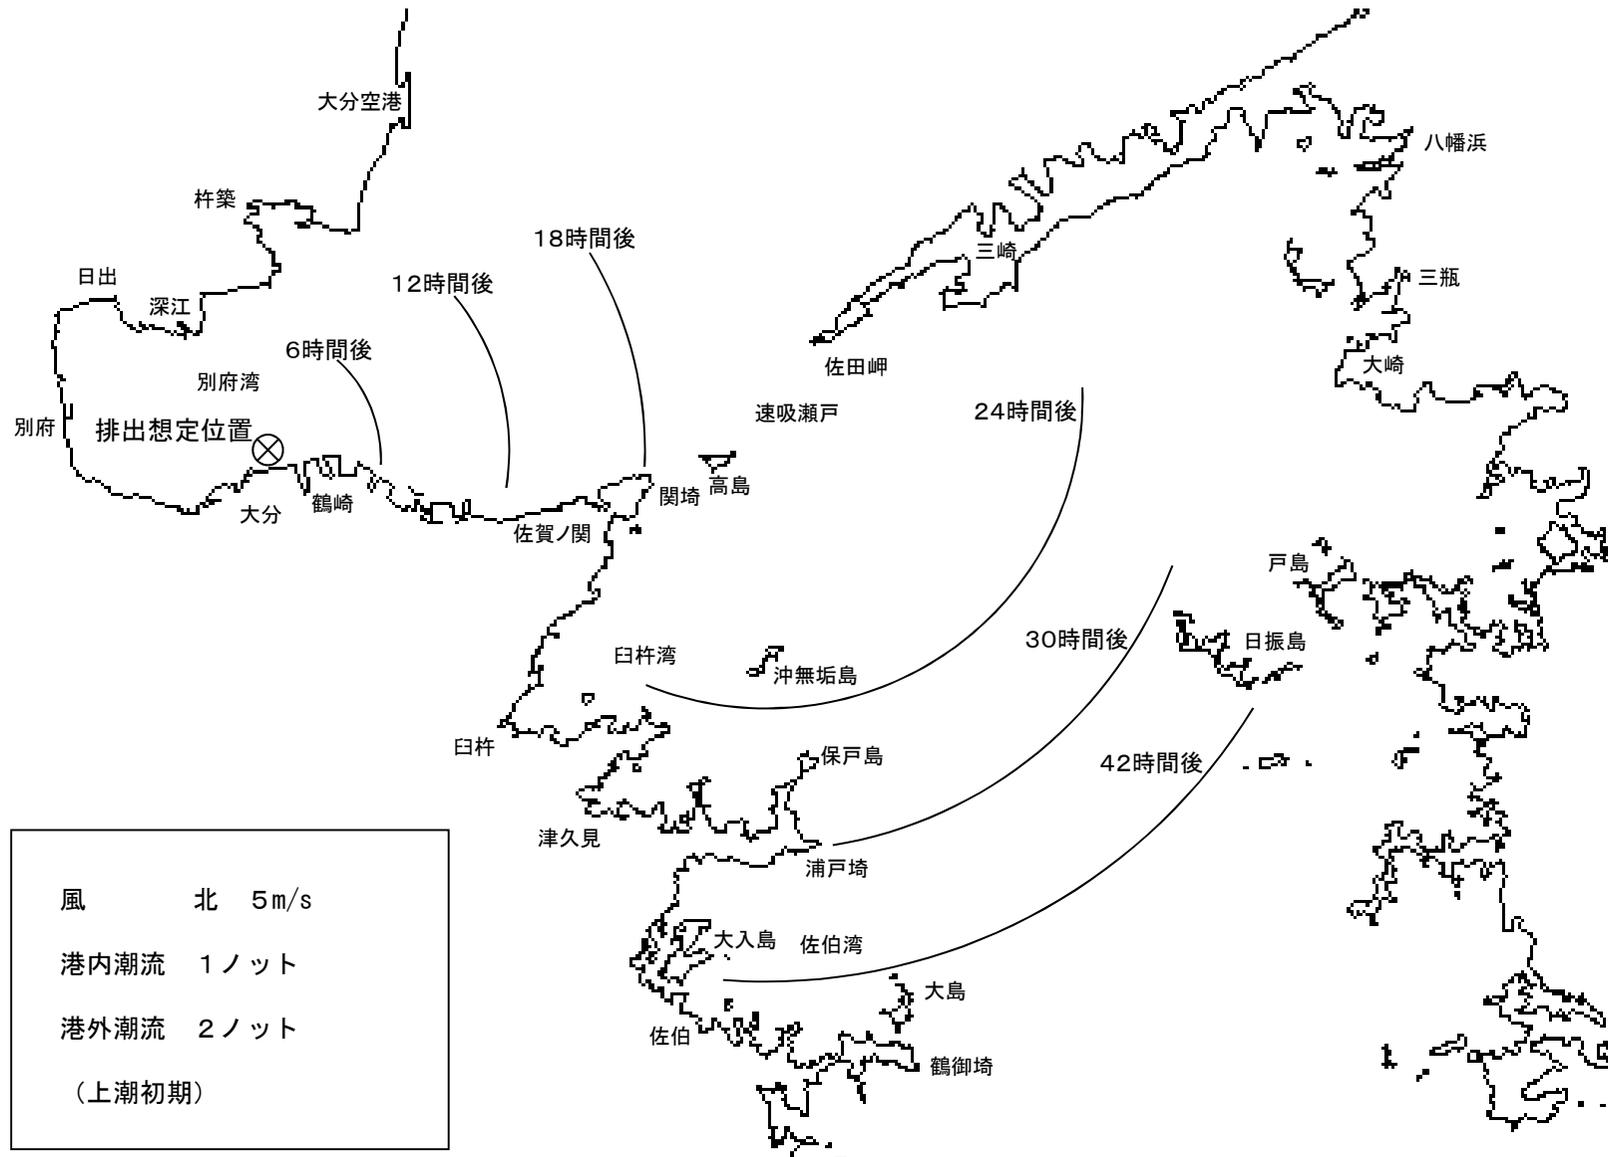 大分空港
八幡浜
杵築
18時間後
三崎
日出
12時間後
三瓶
深江
6時間後
佐田岬
大崎
別府湾
速吸瀬戸
24時間後
別府
排出想定位置
関埼
高島
大分
鶴崎
佐賀ノ関
戸島
30時間後
日振島
臼杵湾
沖無垢島
臼杵
保戸島
42時間後
津久見
浦戸埼
大入島
佐伯湾
大島
佐伯
鶴御埼
風 北 5m/s
港内潮流 1ノット
港外潮流 2ノット
(上潮初期)